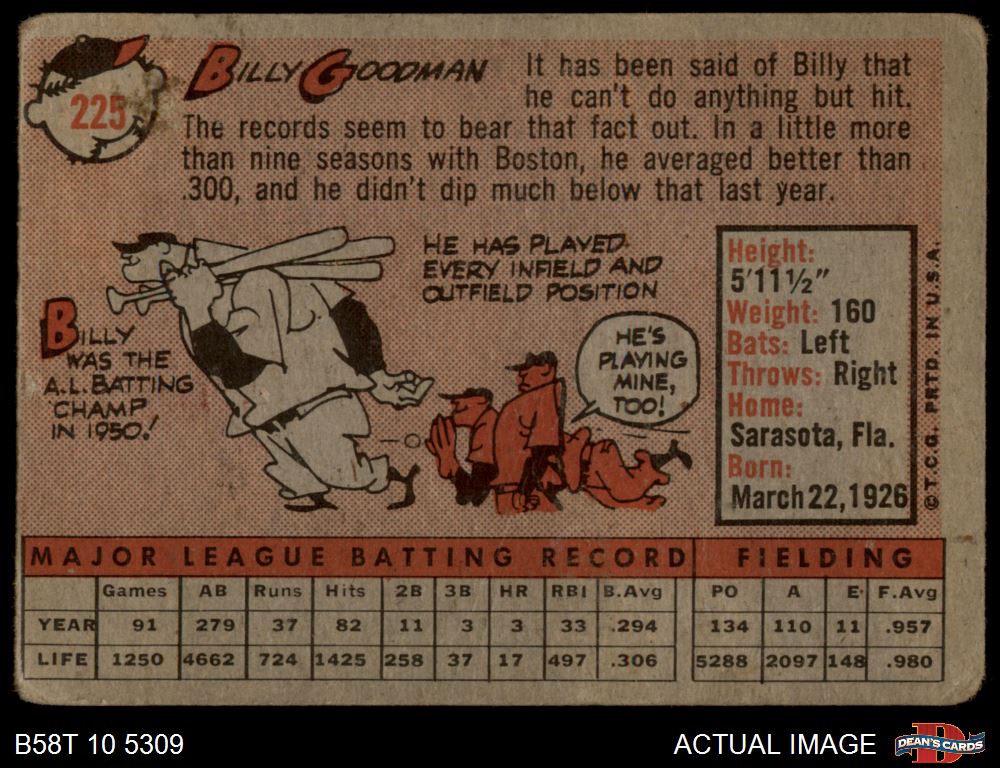 225
BILLY GOODMAN
It has been said of Billy that
he can't do anything but hit.
The records seem to bear that fact out. In a little more
than nine seasons with Boston, he averaged better than
.300, and he didn't dip much below that last year.
HE HAS PLAYED
EVERY INFIELD AND
OUTFIELD POSITION
BILLY
WAS THE
A.L. BATTING
CHAMP
IN 1950!
HE'S
PLAYING
MINE,
TOO!
Height:
5'11½"
Weight: 160
Bats: Left
Throws: Right
Home:
Sarasota, Fla.
Born:
March 22, 1926
© T.C.G. PRTD. IN U.S.A.
MAJOR LEAGUE BATTING RECORD FIELDING
Games AB Runs Hits 2B 3B HR RBI B.Avg PO A E F.Avg
YEAR 91 279 37 82 11 3 3 33 .294 134 110 11 .957
LIFE 1250 4662 724 1425 258 37 17 497 .306 5288 2097 148 .980
B58T 10 5309
ACTUAL IMAGE
D
DEAN'S CARDS